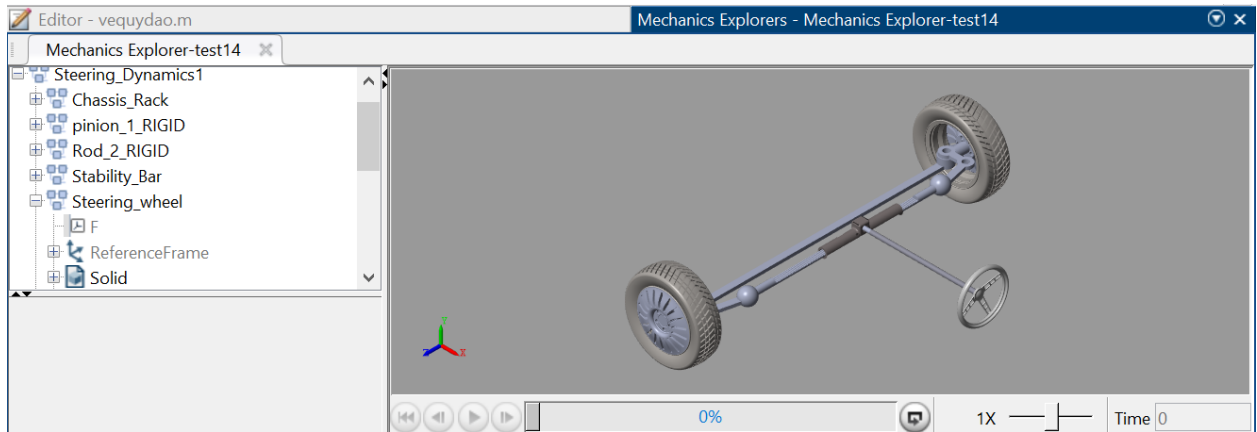 Editor - vequydao.m
Mechanics Explorers - Mechanics Explorer-test14
Mechanics Explorer-test14
Steering_Dynamics1
Chassis_Rack
pinion_1_RIGID
Rod_2_RIGID
Stability_Bar
Steering_wheel
F
ReferenceFrame
Solid
Y
Z X
0% 1X Time 0